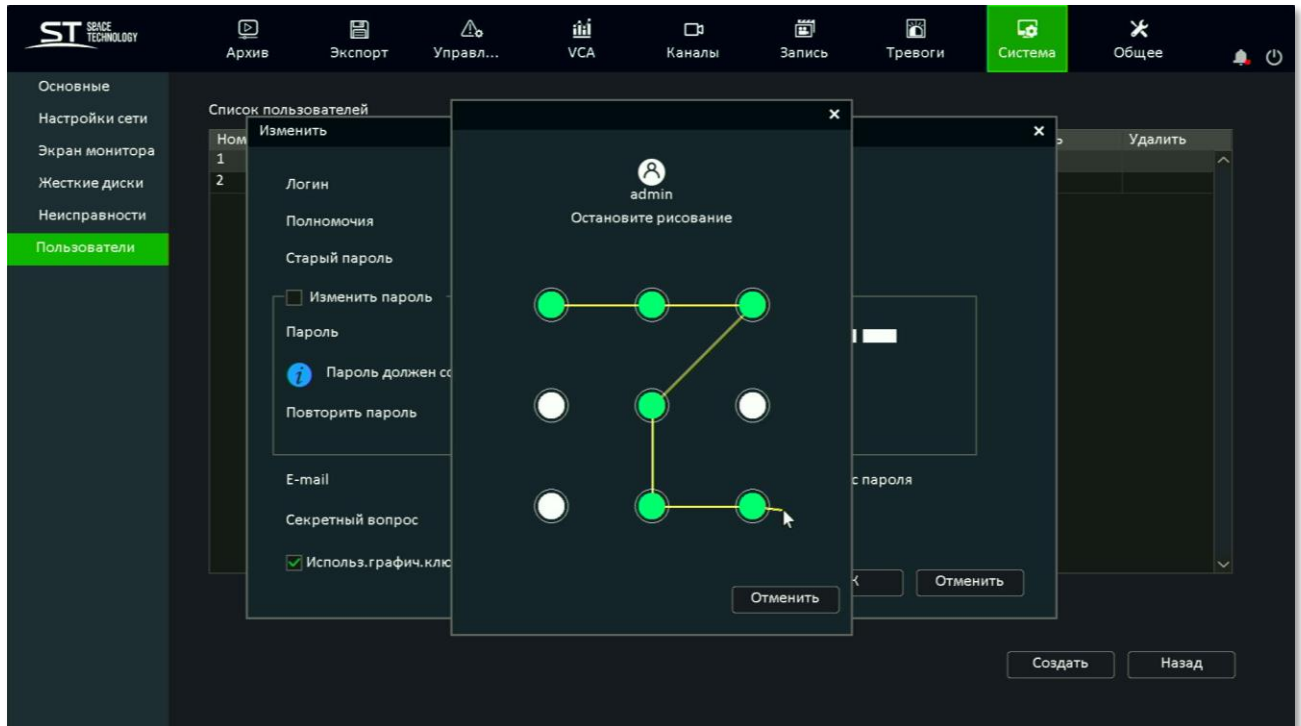 ST SPACE TECHNOLOGY
Архив Экспорт Управл... VCA Каналы Запись Тревоги Система Общее
Основные
Настройки сети
Экран монитора
Жесткие диски
Неисправности
Пользователи
Список пользователей
Ном Удалить
1
2
Изменить
Логин
Полномочия
Старый пароль
Изменить пароль
Пароль
Пароль должен со
Повторить пароль
E-mail с пароля
Секретный вопрос
Использ.графич.клю
Отменить
admin
Остановите рисование
Отменить
Создать Назад